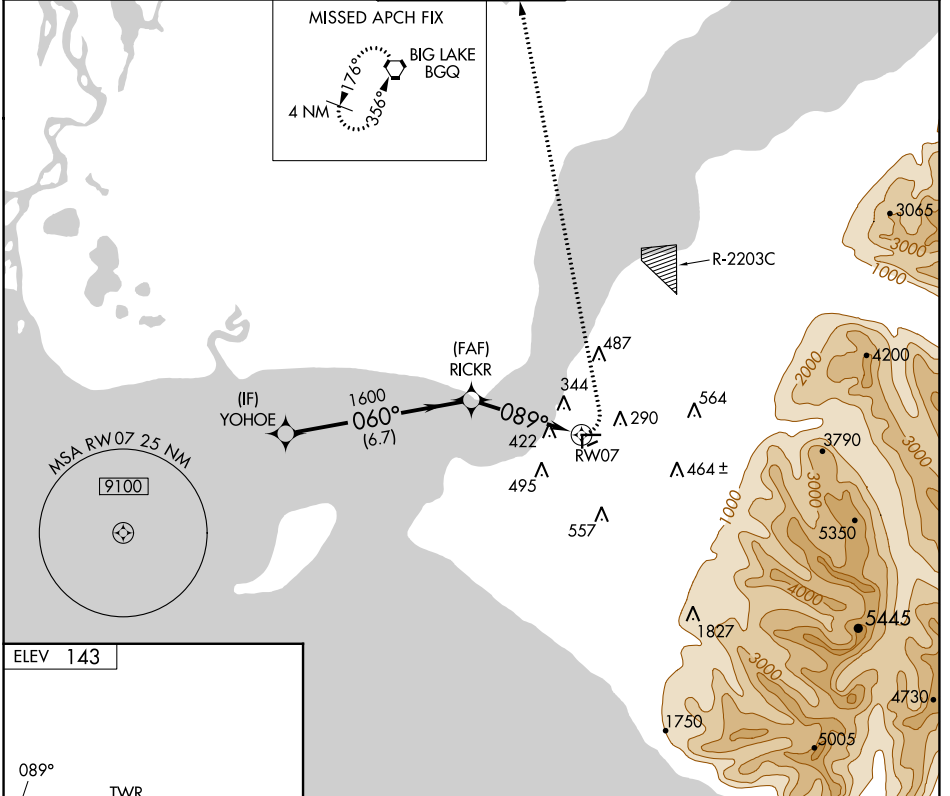 MISSED APCH FIX
BIG LAKE
BGQ
176°
4 NM
356°
3065
3000
1000
R-2203C
(FAF)
RICKR
487
2000
4200
(IF)
YOHOE
1600
060°
(6.7)
089°
344
422
290
564
RW07
3790
3000
MSA RW07 25 NM
9100
495
464±
3000
1000
557
5350
4000
5445
1827
3000
4730
1750
5005
ELEV 143
089°
TWR